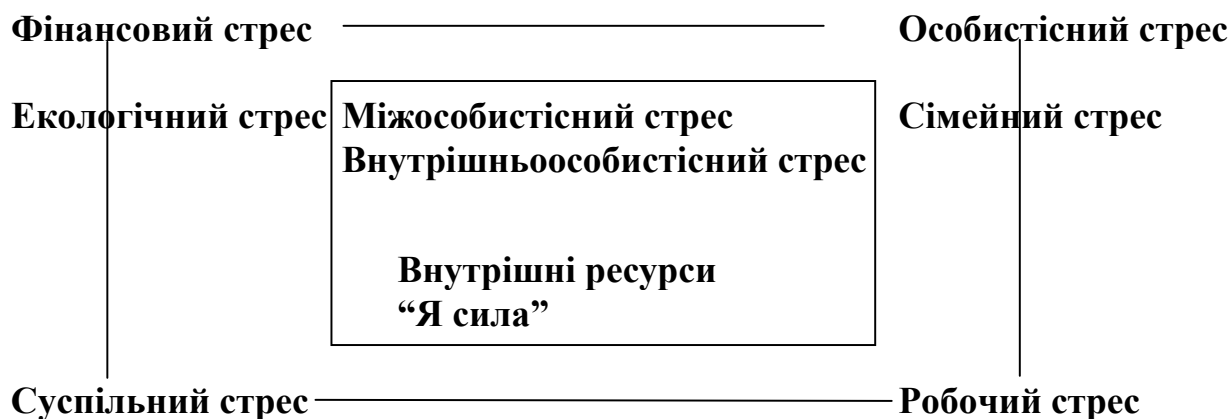 Фінансовий стрес
Особистісний стрес
Екологічний стрес
Міжособистісний стрес
Внутрішньоособистісний стрес
Сімейний стрес
Внутрішні ресурси
“Я сила”
Суспільний стрес
Робочий стрес